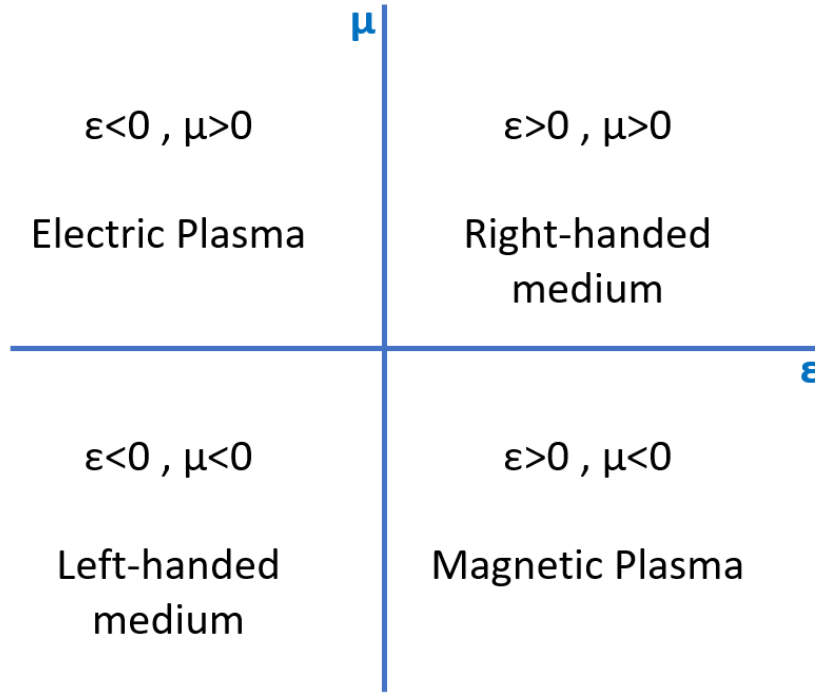 μ
ε<0 , μ>0
ε>0 , μ>0
Electric Plasma
Right-handed
medium
ε
ε<0 , μ<0
ε>0 , μ<0
Left-handed
medium
Magnetic Plasma